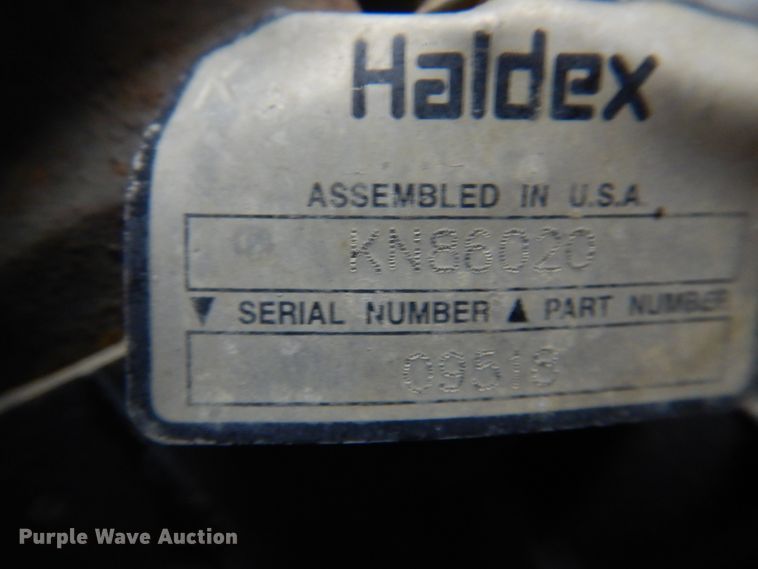 Haldex
ASSEMBLED IN U.S.A.
KN86020
▼ SERIAL NUMBER ▲ PART NUMBER
09518
Purple Wave Auction